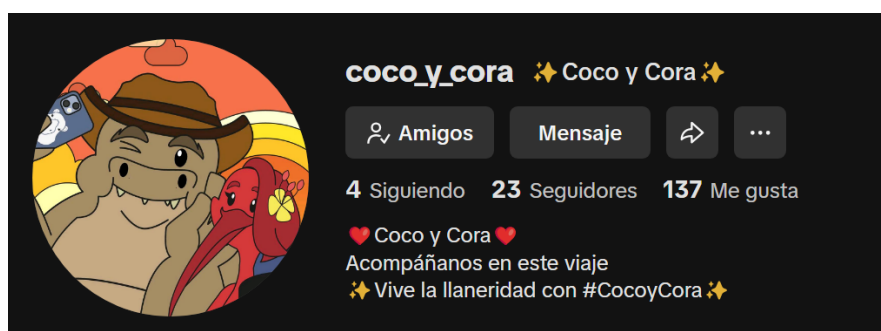 coco_y_cora ✨Coco y Cora✨
Amigos Mensaje ...
4 Siguiendo 23 Seguidores 137 Me gusta
❤️Coco y Cora❤️
Acompáñanos en este viaje
✨Vive la llaneridad con #CocoyCora✨